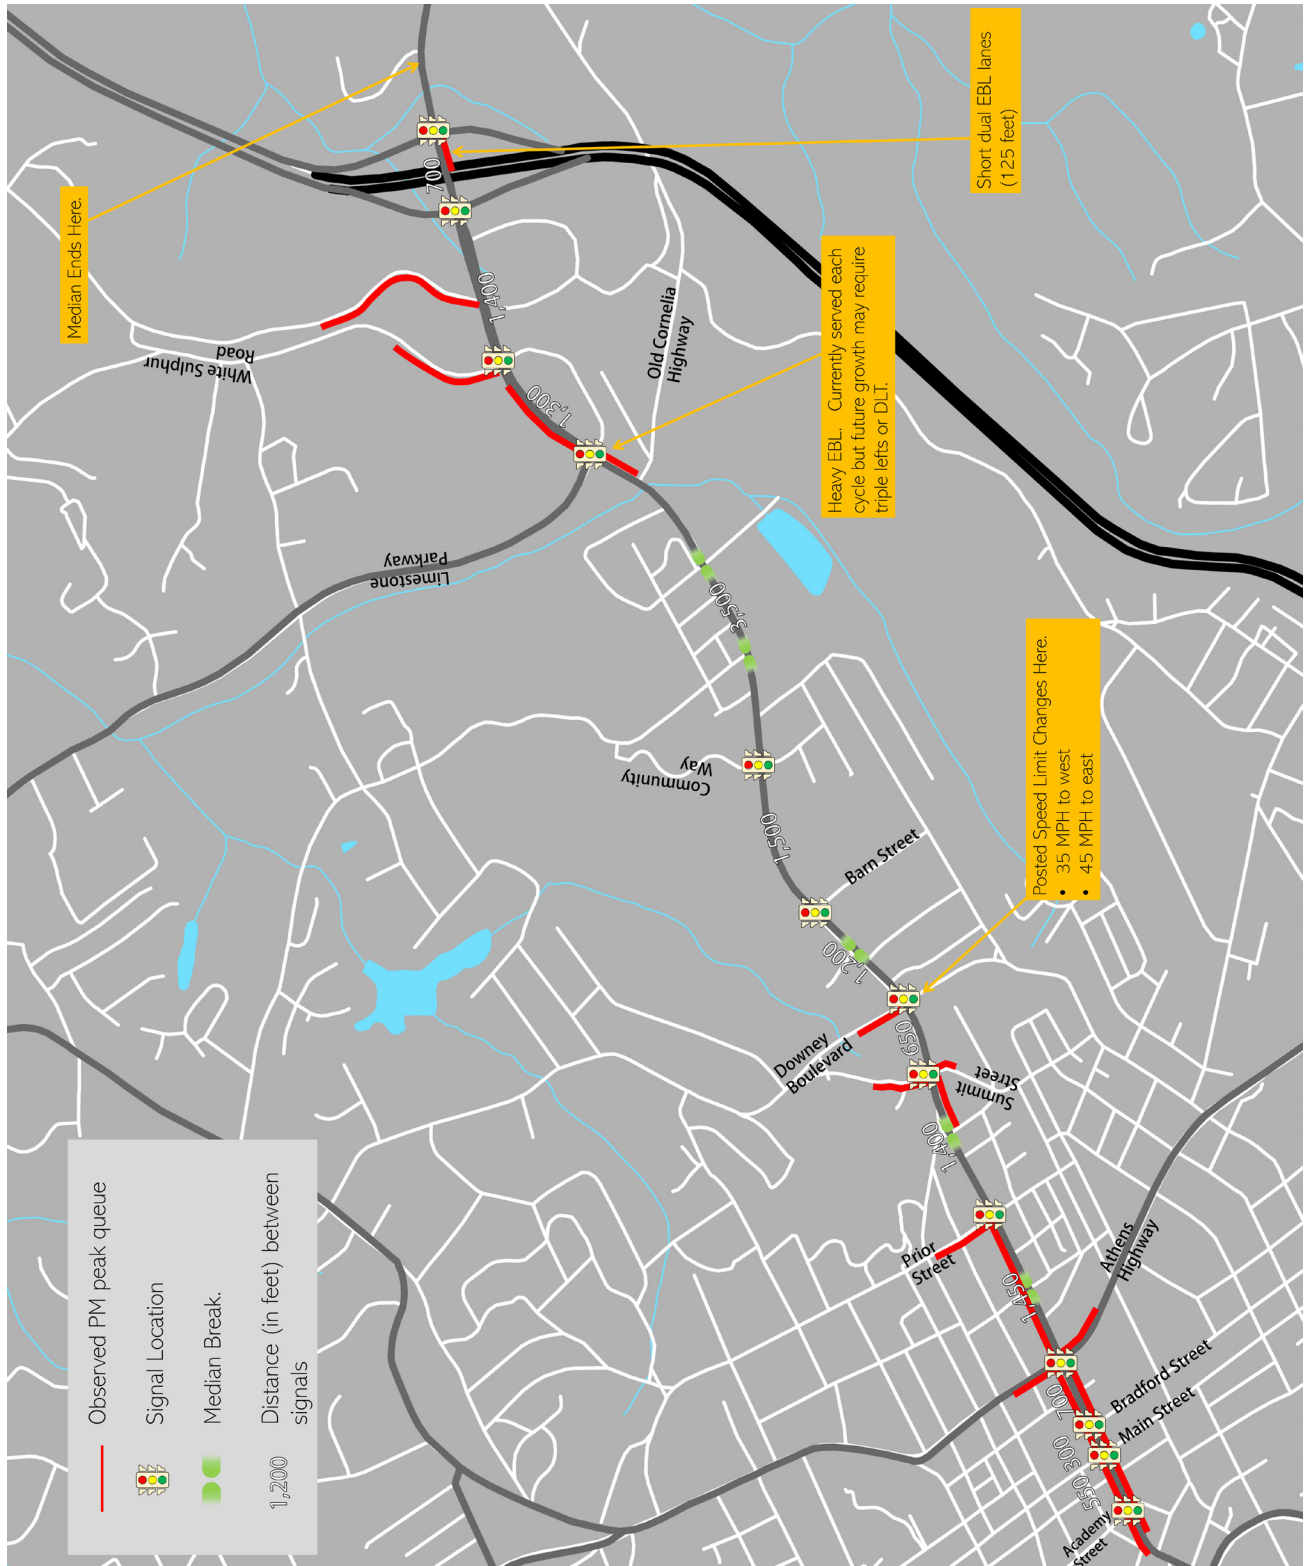 Median Ends Here.
Short dual EBL lanes
(125 feet)
700
1,400
White Sulphur
Road
1,300
Old Cornelia
Highway
Heavy EBL.   Currently served each
cycle but future growth may require
triple lefts or DLT.
Limestone
Parkway
3,500
Community
Way
1,500
Barn Street
Posted Speed Limit Changes Here.
• 35 MPH to west
• 45 MPH to east
1,200
Downey
Boulevard
650
Summit
Street
1,400
Prior
Street
1,450
Athens
Highway
700
Bradford Street
300
Main Street
550
Academy
Street
Observed PM peak queue
Signal Location
Median Break.
1,200
Distance (in feet) between
signals